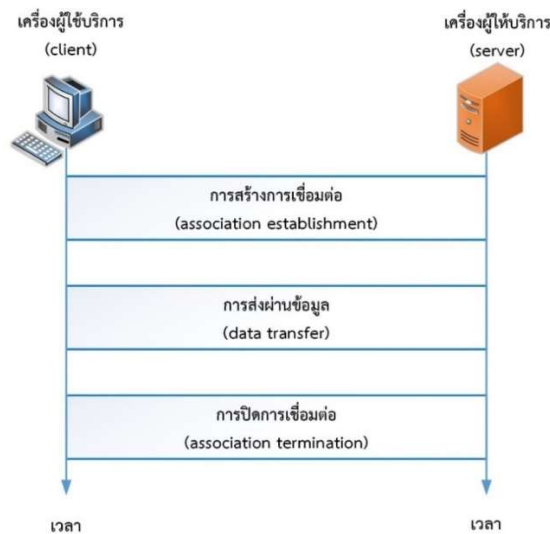 เครื่องผู้ใช้บริการ
(client)
เครื่องผู้ให้บริการ
(server)
การสร้างการเชื่อมต่อ
(association establishment)
การส่งผ่านข้อมูล
(data transfer)
การปิดการเชื่อมต่อ
(association termination)
เวลา
เวลา